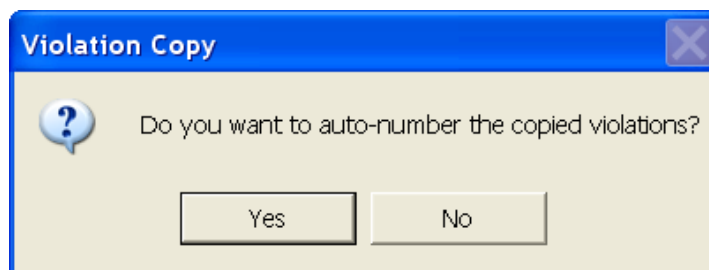 Violation Copy
Do you want to auto-number the copied violations?
Yes
No